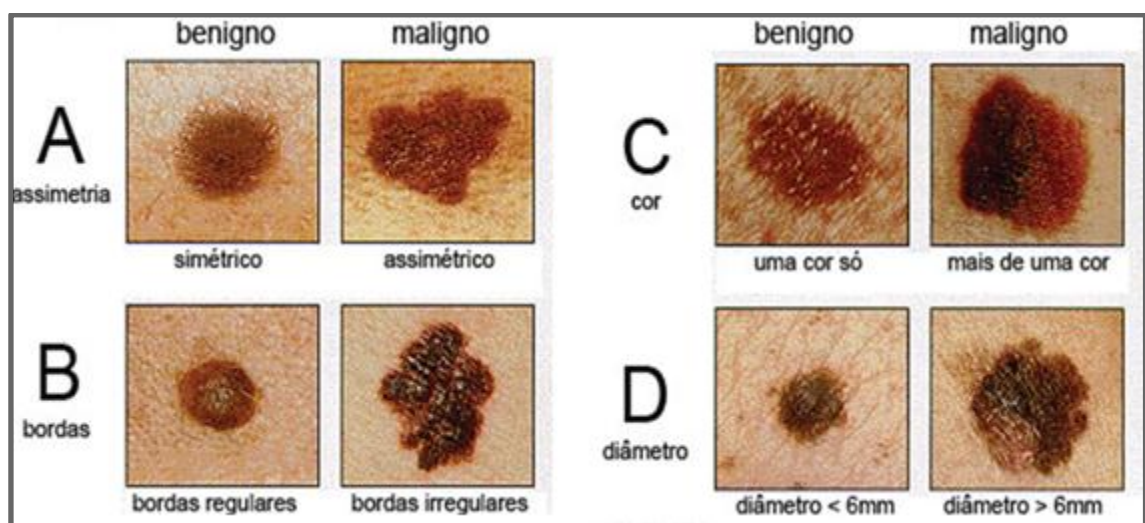 benigno maligno
A
assimetria
simétrico assimétrico
B
bordas
bordas regulares bordas irregulares
benigno maligno
C
cor
uma cor só mais de uma cor
D
diâmetro
diâmetro < 6mm diâmetro > 6mm